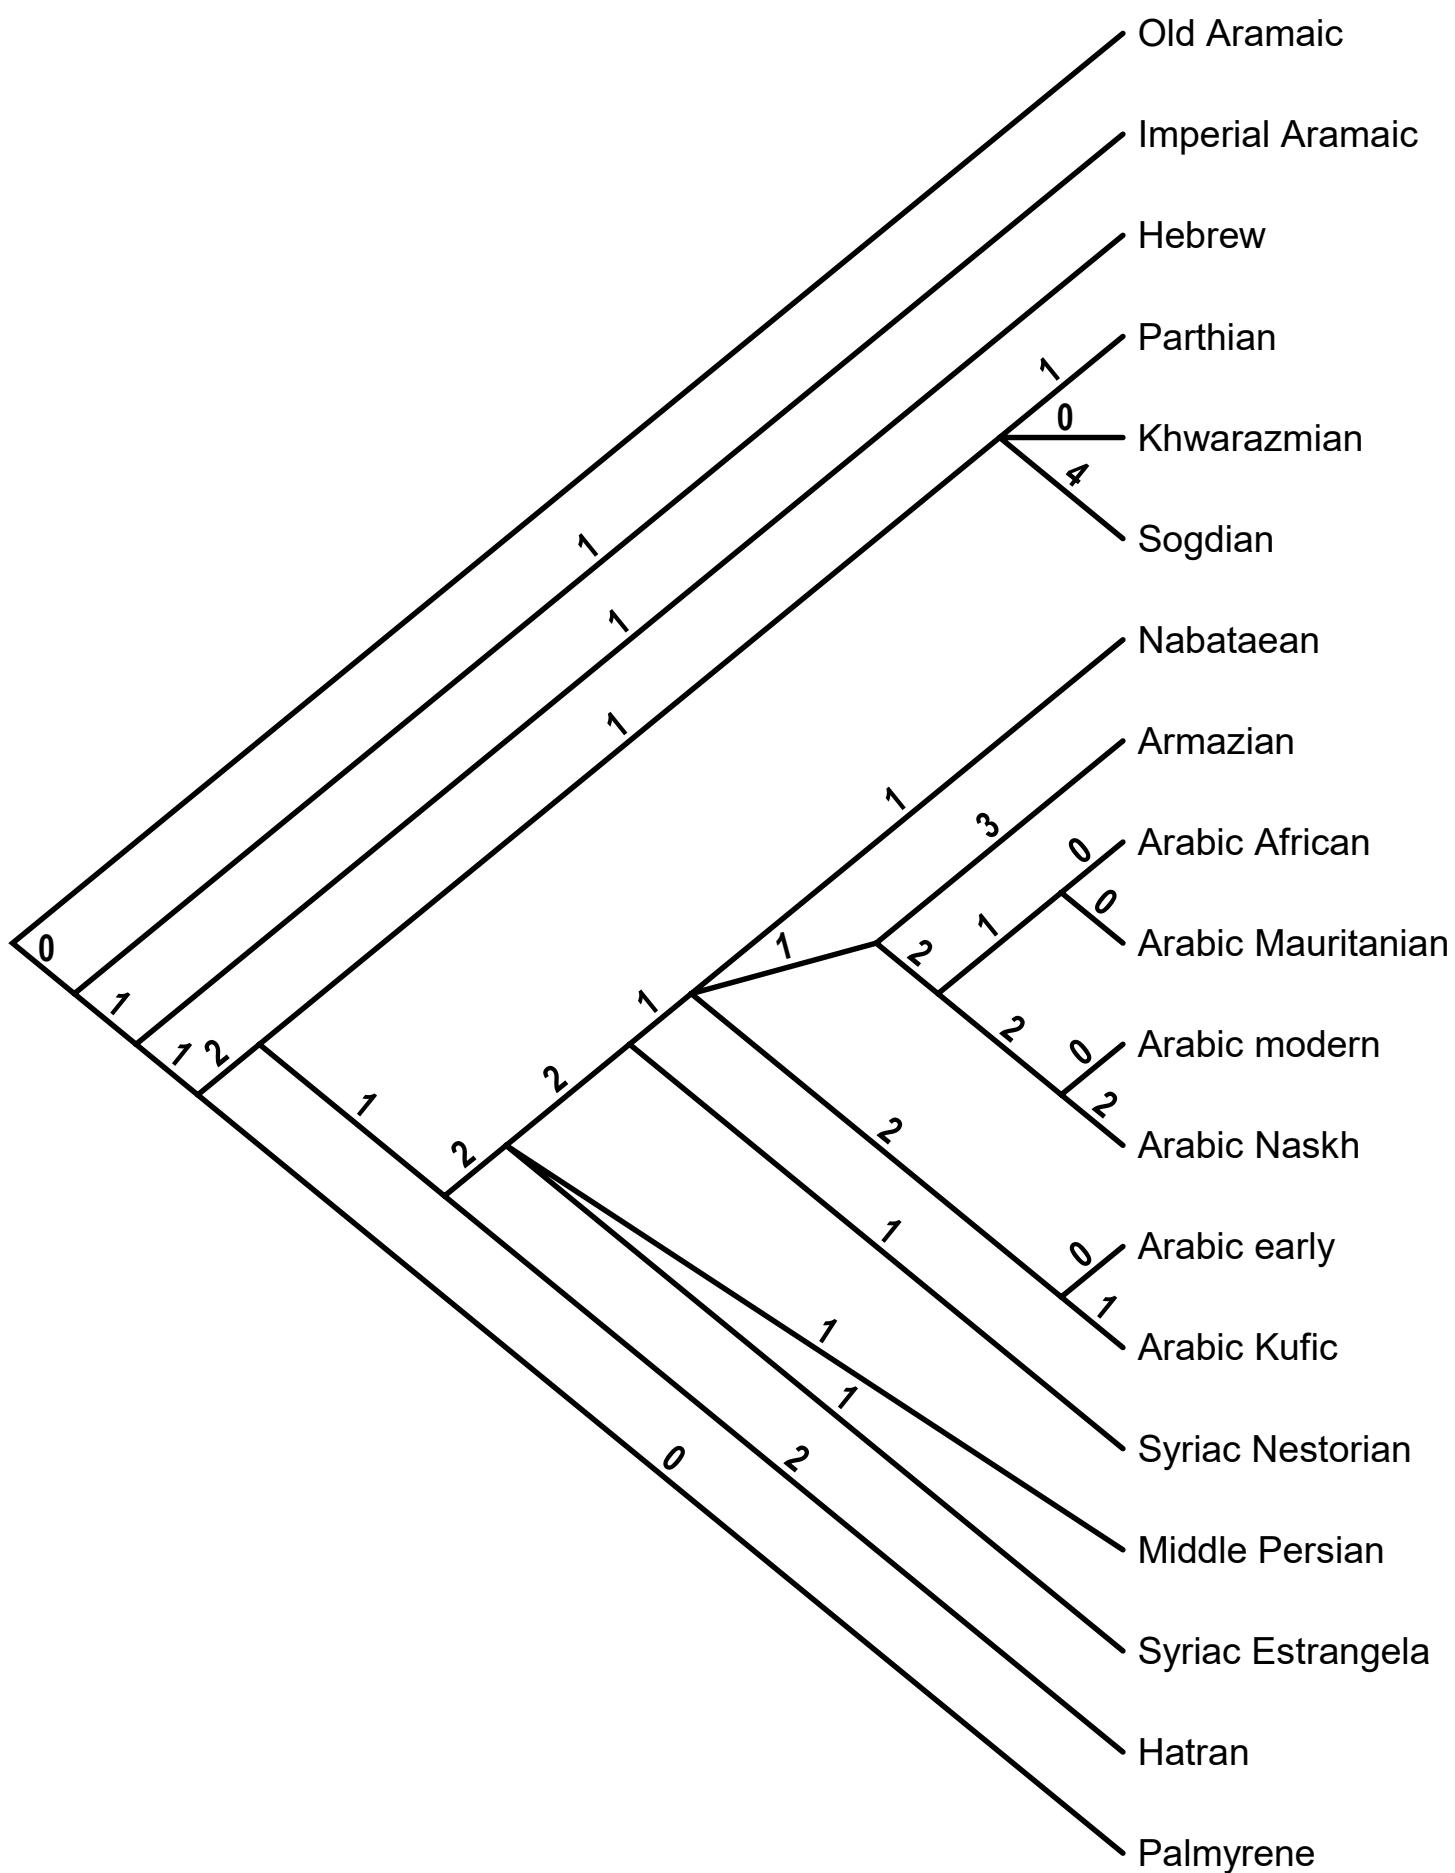 Old Aramaic
Imperial Aramaic
Hebrew
Parthian
1
0
Khwarazmian
4
Sogdian
1
1
Nabataean
1
Armazian
1
3
Arabic African
0
0
1
Arabic Mauritanian
0
1
2
1
1
2
Arabic modern
0
1
2
2
1
2
2
Arabic Naskh
2
2
Arabic early
0
1
1
Arabic Kufic
1
1
Syriac Nestorian
0
2
Middle Persian
Syriac Estrangela
Hatran
Palmyrene